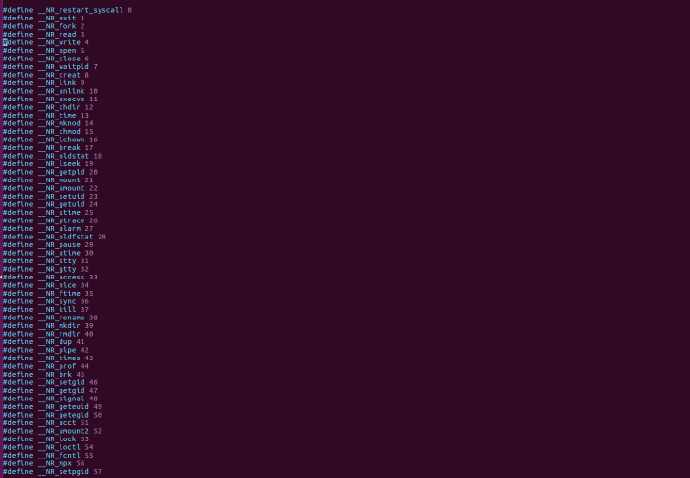 #define __NR_restart_syscall 0
#define __NR_exit 1
#define __NR_fork 2
#define __NR_read 3
#define __NR_write 4
#define __NR_open 5
#define __NR_close 6
#define __NR_waitpid 7
#define __NR_creat 8
#define __NR_link 9
#define __NR_unlink 10
#define __NR_execve 11
#define __NR_chdir 12
#define __NR_time 13
#define __NR_mknod 14
#define __NR_chmod 15
#define __NR_lchown 16
#define __NR_break 17
#define __NR_oldstat 18
#define __NR_lseek 19
#define __NR_getpid 20
#define __NR_mount 21
#define __NR_umount 22
#define __NR_setuid 23
#define __NR_getuid 24
#define __NR_stime 25
#define __NR_ptrace 26
#define __NR_alarm 27
#define __NR_oldfstat 28
#define __NR_pause 29
#define __NR_utime 30
#define __NR_stty 31
#define __NR_gtty 32
#define __NR_access 33
#define __NR_nice 34
#define __NR_ftime 35
#define __NR_sync 36
#define __NR_kill 37
#define __NR_rename 38
#define __NR_mkdir 39
#define __NR_rmdir 40
#define __NR_dup 41
#define __NR_pipe 42
#define __NR_times 43
#define __NR_prof 44
#define __NR_brk 45
#define __NR_setgid 46
#define __NR_getgid 47
#define __NR_signal 48
#define __NR_geteuid 49
#define __NR_getegid 50
#define __NR_acct 51
#define __NR_umount2 52
#define __NR_lock 53
#define __NR_ioctl 54
#define __NR_fcntl 55
#define __NR_mpx 56
#define __NR_setpgid 57